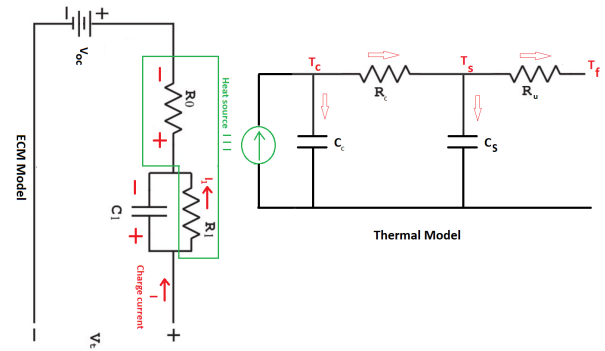 − +
Voc
− 
R0
+
Heat source I I I
ECM Model
−
C1
+
I1
R1
Charge current
I
−
Vt
+
Tc
Rc
Ts
Ru
Tf
Cc
CS
Thermal Model